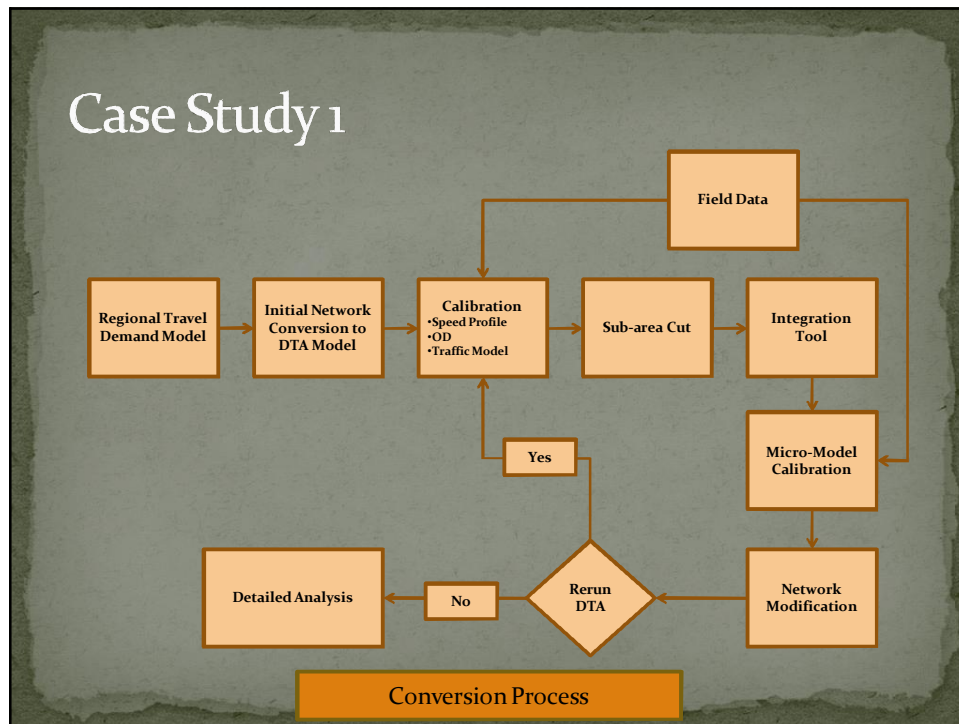 Case Study 1
Field Data
Regional Travel
Demand Model
Initial Network
Conversion to
DTA Model
Calibration
•Speed Profile
•OD
•Traffic Model
Sub-area Cut
Integration
Tool
Micro-Model
Calibration
Network
Modification
Rerun
DTA
Yes
No
Detailed Analysis
Conversion Process